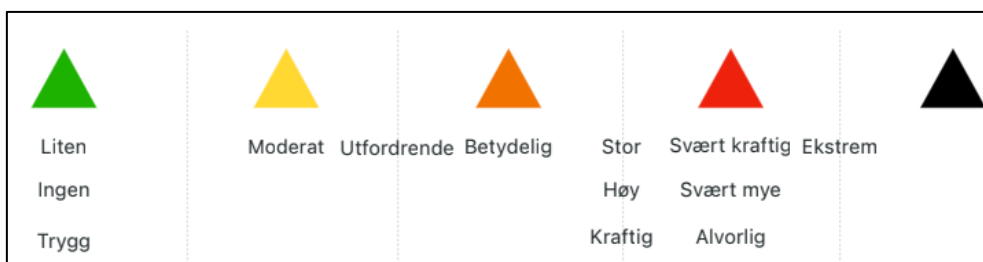 Liten Moderat Utfordrende Betydelig Stor Svært kraftig Ekstrem
Ingen Høy Svært mye
Trygg Kraftig Alvorlig